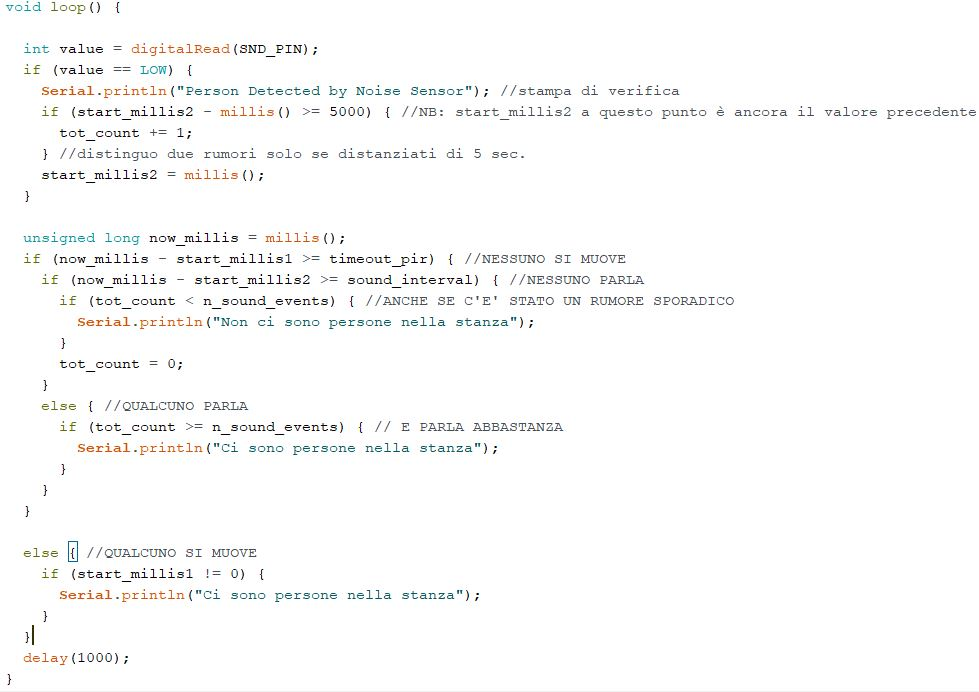 void loop() {
int value = digitalRead(SND_PIN);
if (value == LOW) {
Serial.println("Person Detected by Noise Sensor"); //stampa di verifica
if (start_millis2 - millis() >= 5000) { //NB: start_millis2 a questo punto è ancora il valore precedente
tot_count += 1;
} //distinguo due rumori solo se distanziati di 5 sec.
start_millis2 = millis();
}
unsigned long now_millis = millis();
if (now_millis - start_millis1 >= timeout_pir) { //NESSUNO SI MUOVE
if (now_millis - start_millis2 >= sound_interval) { //NESSUNO PARLA
if (tot_count < n_sound_events) { //ANCHE SE C'E' STATO UN RUMORE SPORADICO
Serial.println("Non ci sono persone nella stanza");
}
tot_count = 0;
}
else { //QUALCUNO PARLA
if (tot_count >= n_sound_events) { // E PARLA ABBASTANZA
Serial.println("Ci sono persone nella stanza");
}
}
}
else { //QUALCUNO SI MUOVE
if (start_millis1 != 0) {
Serial.println("Ci sono persone nella stanza");
}
}
delay(1000);
}